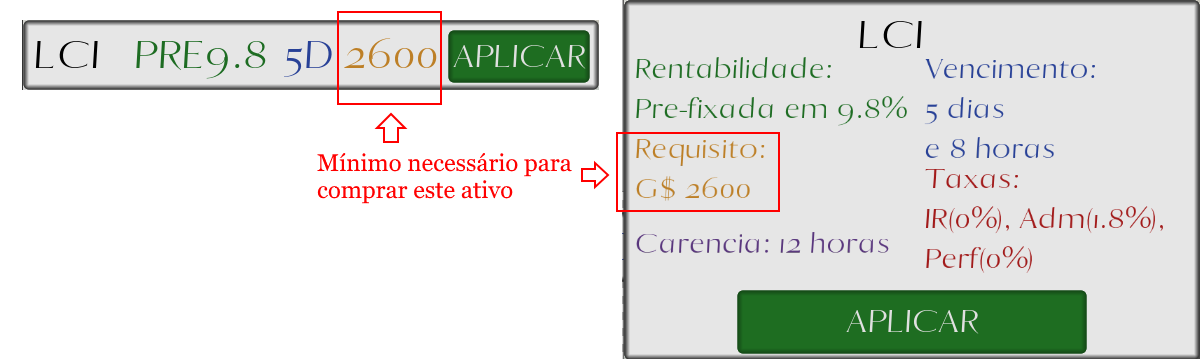 LCI PRE9.8 5D 2600 APLICAR
Mínimo necessário para
comprar este ativo
LCI
Rentabilidade:
Pre-fixada em 9.8%
Requisito:
G$ 2600
Carencia: 12 horas
Vencimento:
5 dias
e 8 horas
Taxas:
IR(0%), Adm(1.8%),
Perf(0%)
APLICAR